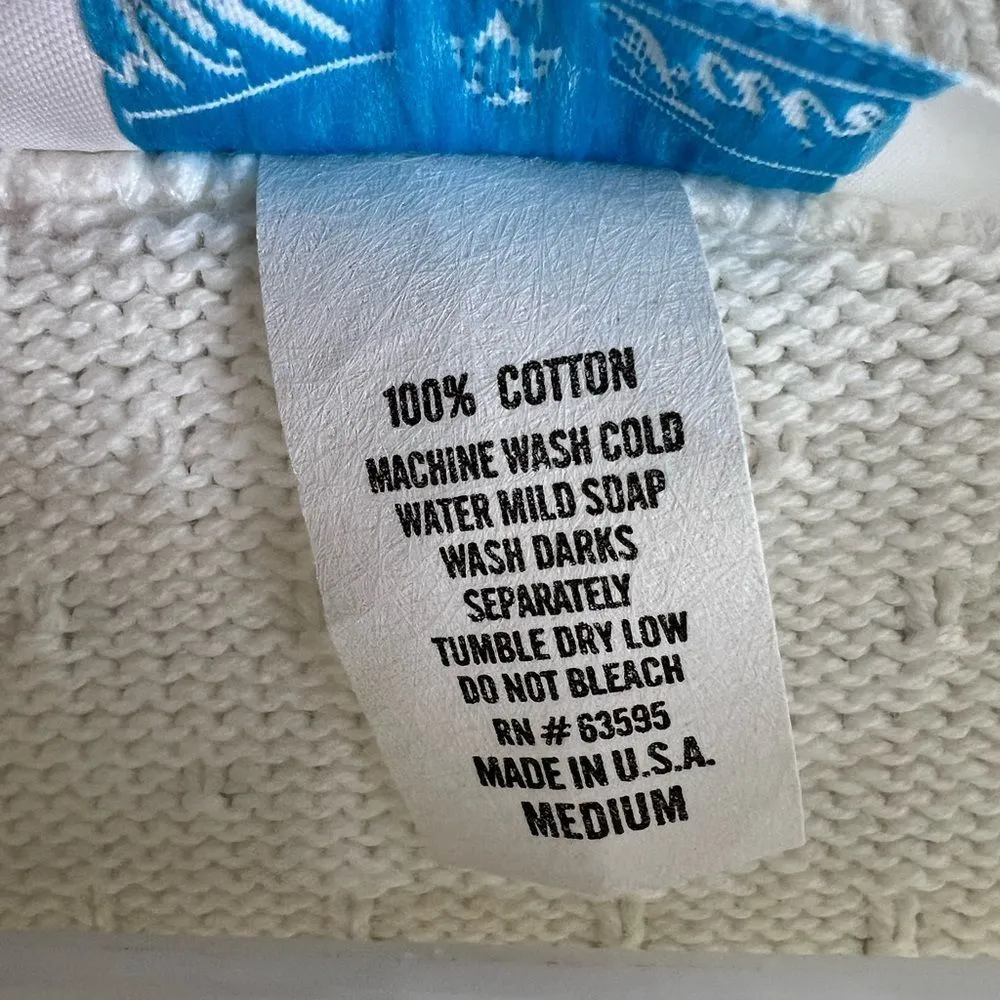 100% COTTON
MACHINE WASH COLD
WATER MILD SOAP
WASH DARKS
SEPARATELY
TUMBLE DRY LOW
DO NOT BLEACH
RN # 63595
MADE IN U.S.A.
MEDIUM